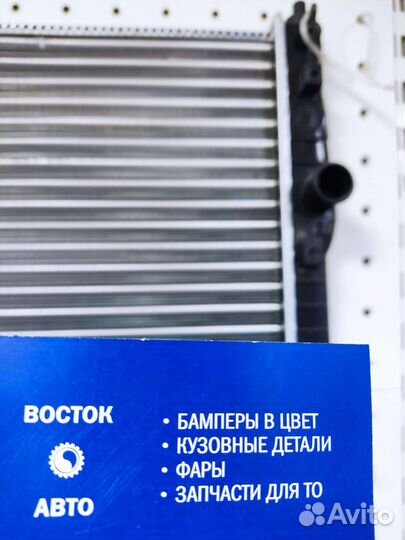 ВОСТОК
АВТО
• БАМПЕРЫ В ЦВЕТ
• КУЗОВНЫЕ ДЕТАЛИ
• ФАРЫ
• ЗАПЧАСТИ ДЛЯ ТО
Avito